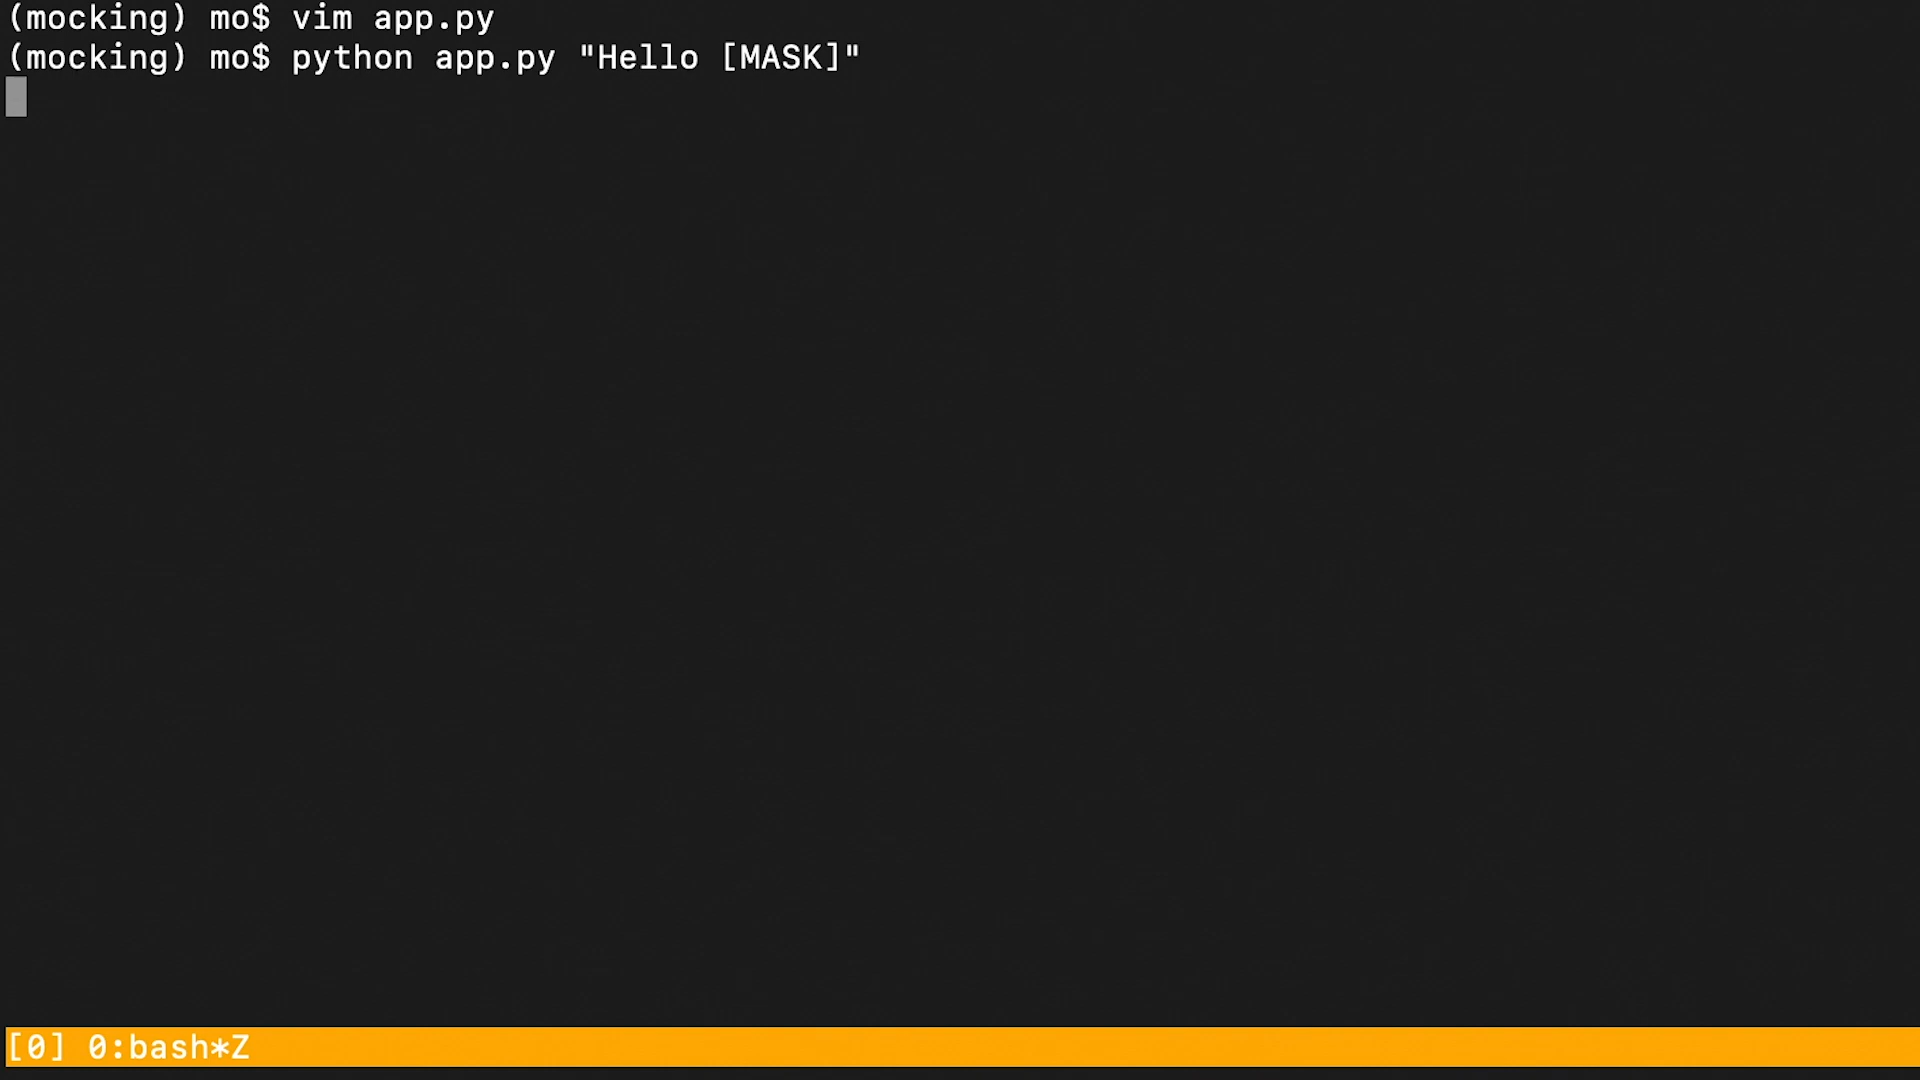 (mocking) mo$ vim app.py
(mocking) mo$ python app.py "Hello [MASK]"
[0] 0:bash*Z